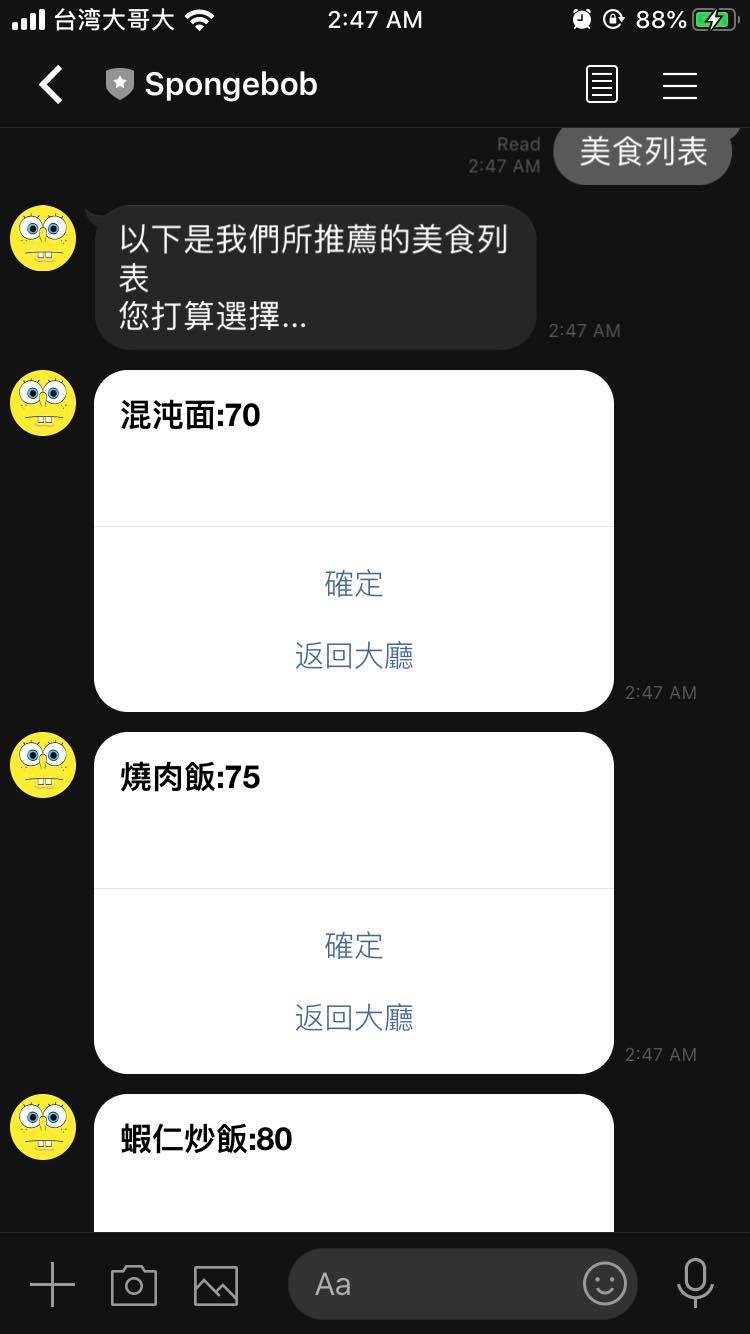 台湾大哥大 2:47 AM 88%
Spongebob
Read
2:47 AM
美食列表
以下是我們所推薦的美食列
表
您打算選擇...
2:47 AM
混沌面:70
確定
返回大廳
2:47 AM
燒肉飯:75
確定
返回大廳
2:47 AM
蝦仁炒飯:80
Aa